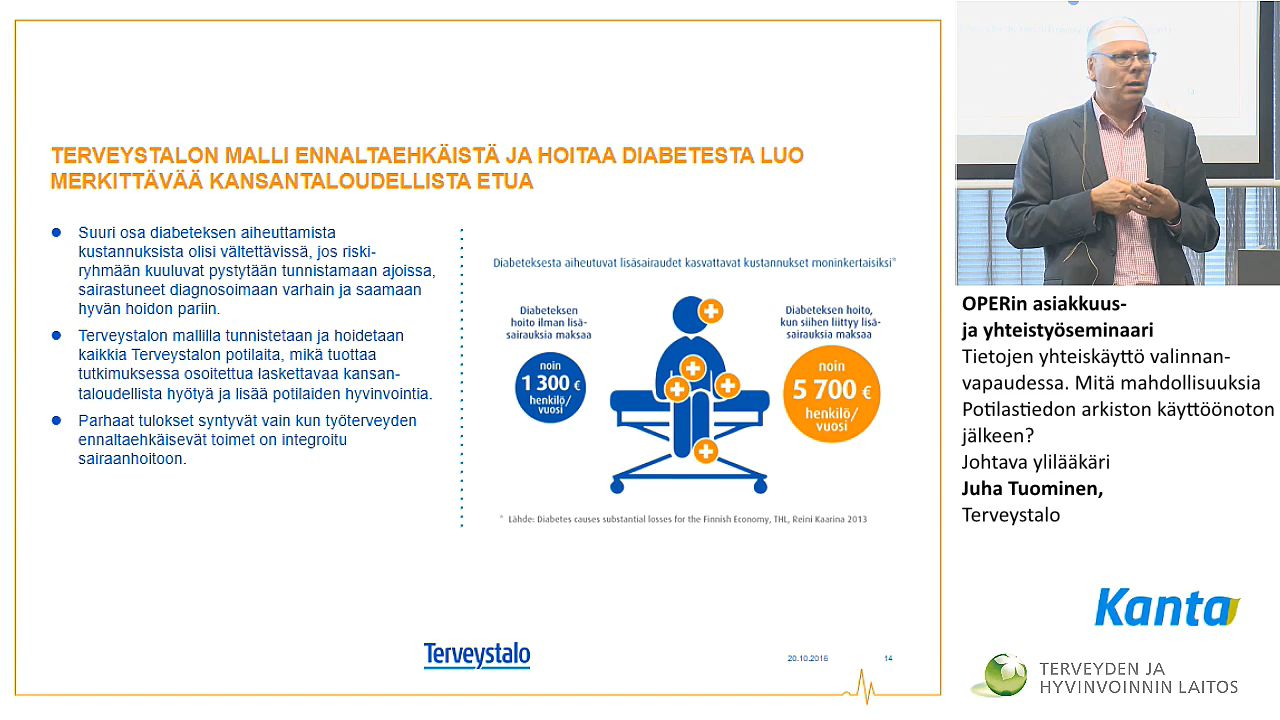 TERVEYSTALON MALLI ENNALTAEHKÄISTÄ JA HOITAA DIABETESTA LUO
MERKITTÄVÄÄ KANSANTALOUDELLISTA ETUA
Suuri osa diabeteksen aiheuttamista
kustannuksista olisi vältettävissä, jos riski-
ryhmään kuuluvat pystytään tunnistamaan ajoissa,
sairastuneet diagnosoimaan varhain ja saamaan
hyvän hoidon pariin.
Terveystalon mallilla tunnistetaan ja hoidetaan
kaikkia Terveystalon potilaita, mikä tuottaa
tutkimuksessa osoitettua laskettavaa kansan-
taloudellista hyötyä ja lisää potilaiden hyvinvointia.
Parhaat tulokset syntyvät vain kun työterveyden
ennaltaehkäisevät toimet on integroitu
sairaanhoitoon.
Diabeteksesta aiheutuvat lisäsairaudet kasvattavat kustannukset moninkertaisiksi*
Diabeteksen
hoito ilman lisä-
sairauksia maksaa
noin
1 300 €
henkilö/
vuosi
Diabeteksen hoito,
kun siihen liittyy lisä-
sairauksia maksaa
noin
5 700 €
henkilö/
vuosi
* Lähde: Diabetes causes substantial losses for the Finnish Economy, THL, Reini Kaarina 2013
Terveystalo
20.10.2016
14
OPERin asiakkuus-
ja yhteistyöseminaari
Tietojen yhteiskäyttö valinnan-
vapaudessa. Mitä mahdollisuuksia
Potilastiedon arkiston käyttöönoton
jälkeen?
Johtava ylilääkäri
Juha Tuominen,
Terveystalo
Kanta
TERVEYDEN JA
HYVINVOINNIN LAITOS